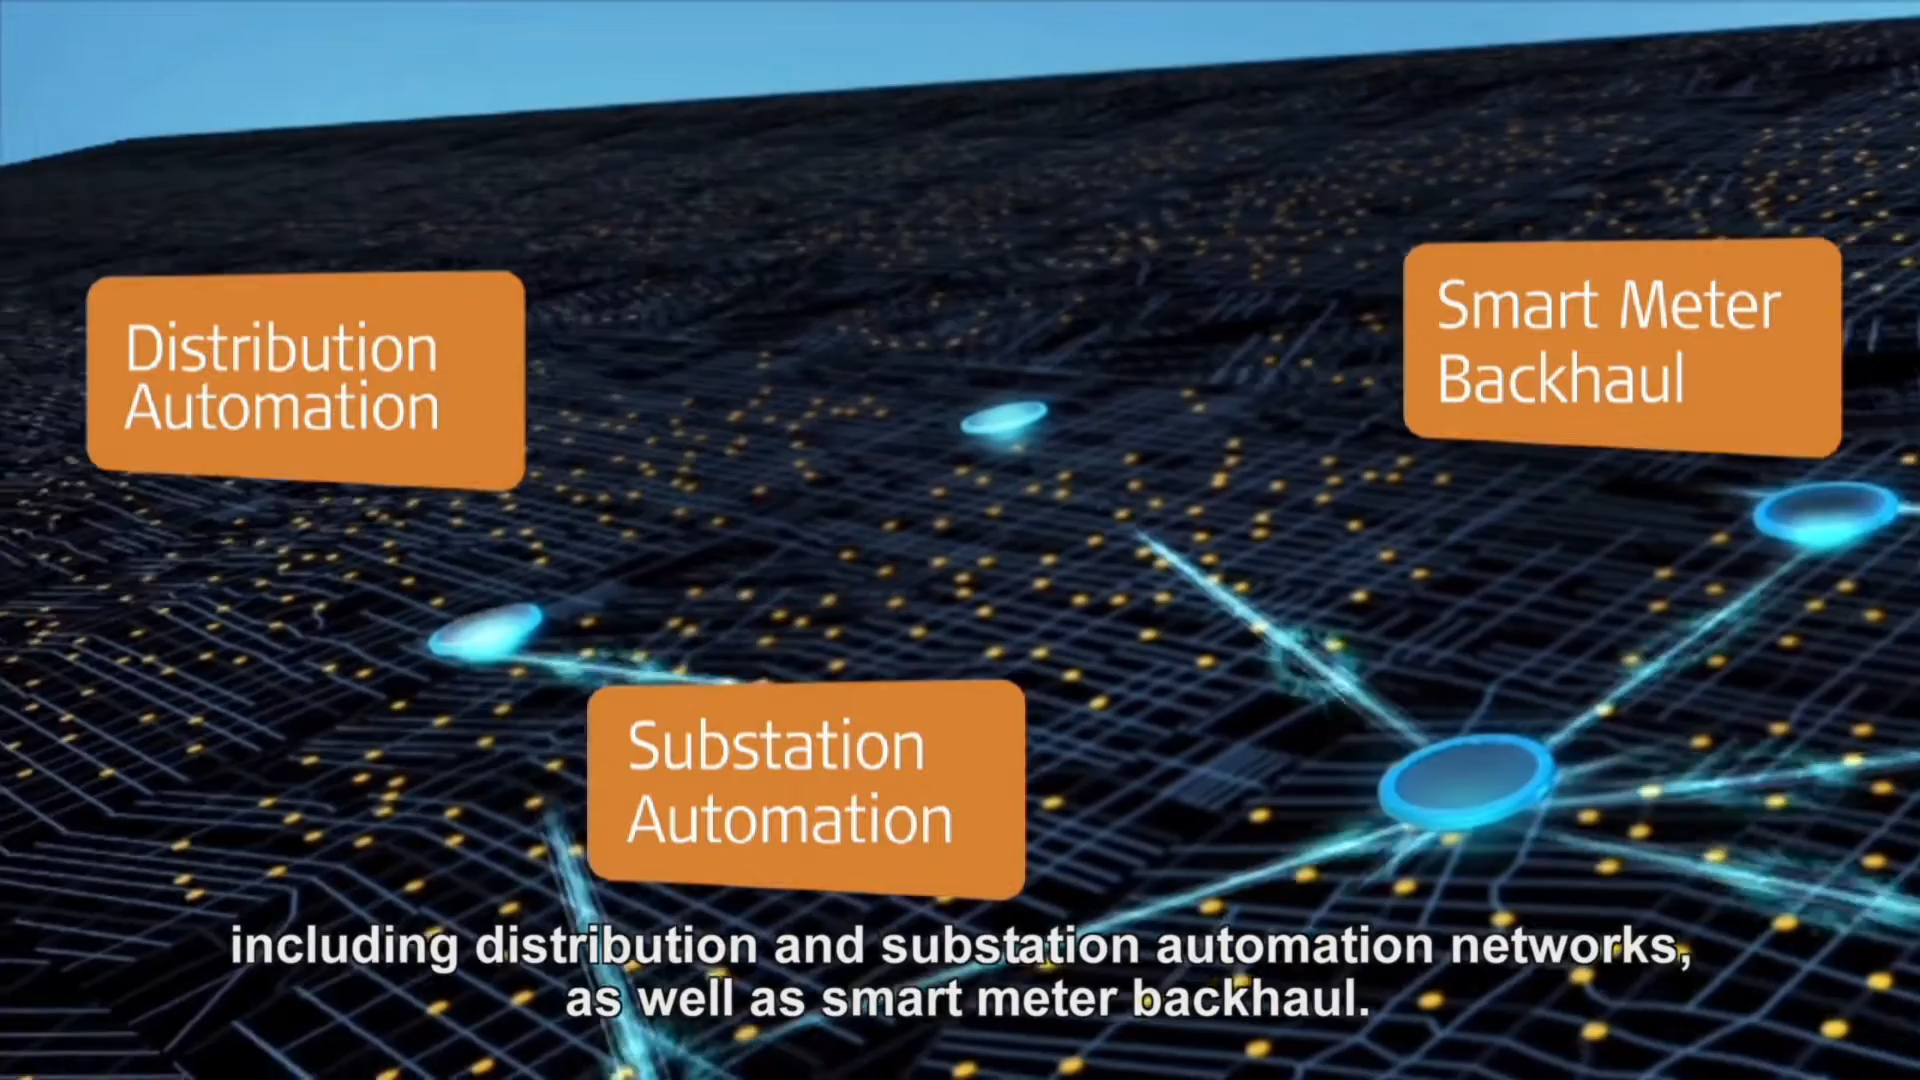 Distribution
Automation
Smart Meter
Backhaul
Substation
Automation
including distribution and substation automation networks,
as well as smart meter backhaul.